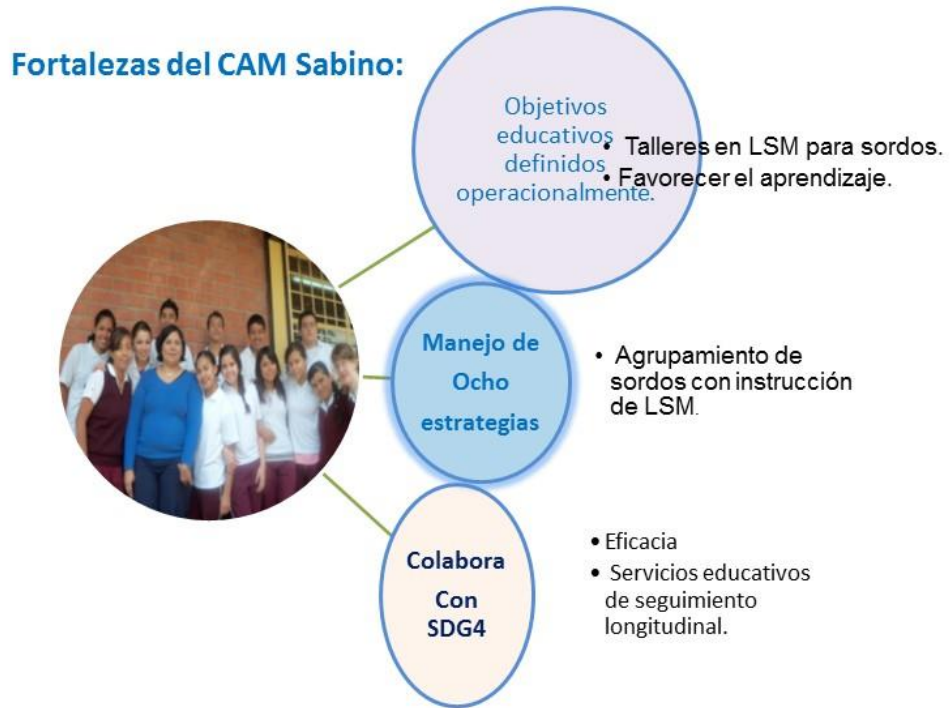 Fortalezas del CAM Sabino:
Objetivos
educativos
definidos
operacionalmente.
• Talleres en LSM para sordos.
• Favorecer el aprendizaje.
Manejo de
Ocho
estrategias
• Agrupamiento de
sordos con instrucción
de LSM.
Colabora
Con
SDG4
• Eficacia
• Servicios educativos
de seguimiento
longitudinal.